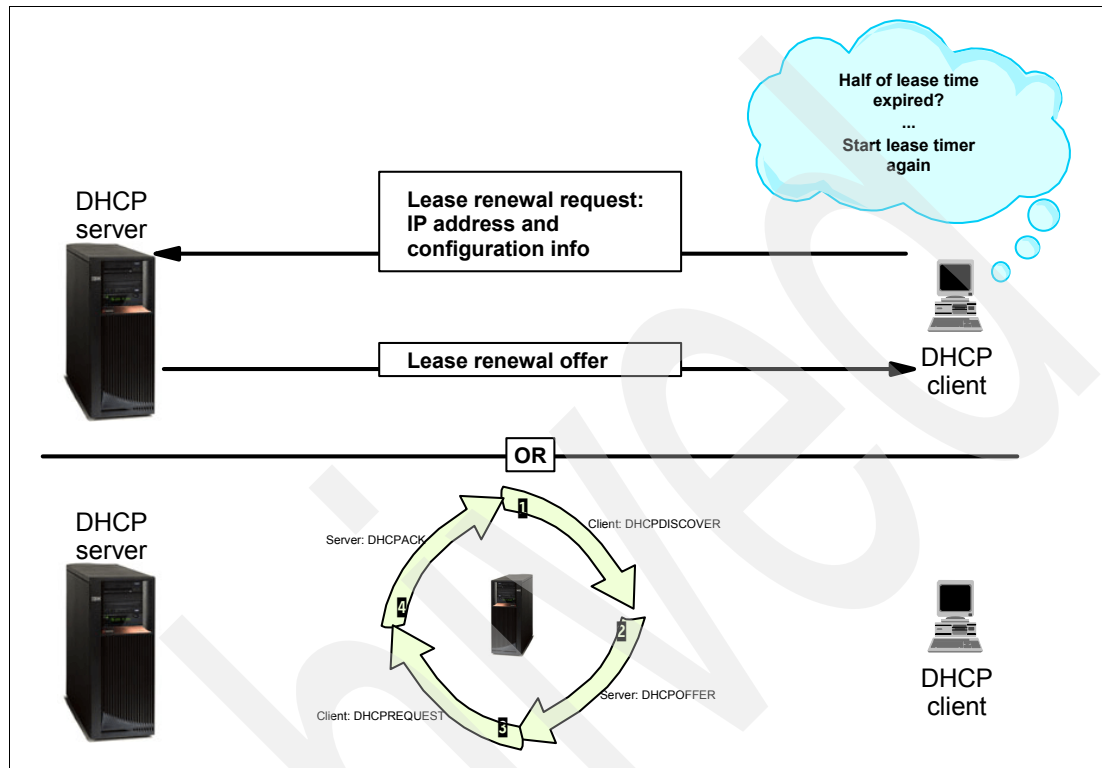 Half of lease time
expired?
...
Start lease timer
again
DHCP
server
Lease renewal request:
IP address and
configuration info
Lease renewal offer
DHCP
client
OR
DHCP
server
1
Client: DHCPDISCOVER
Server: DHCPACK
4
2
Server: DHCPOFFER
Client: DHCPREQUEST
3
DHCP
client